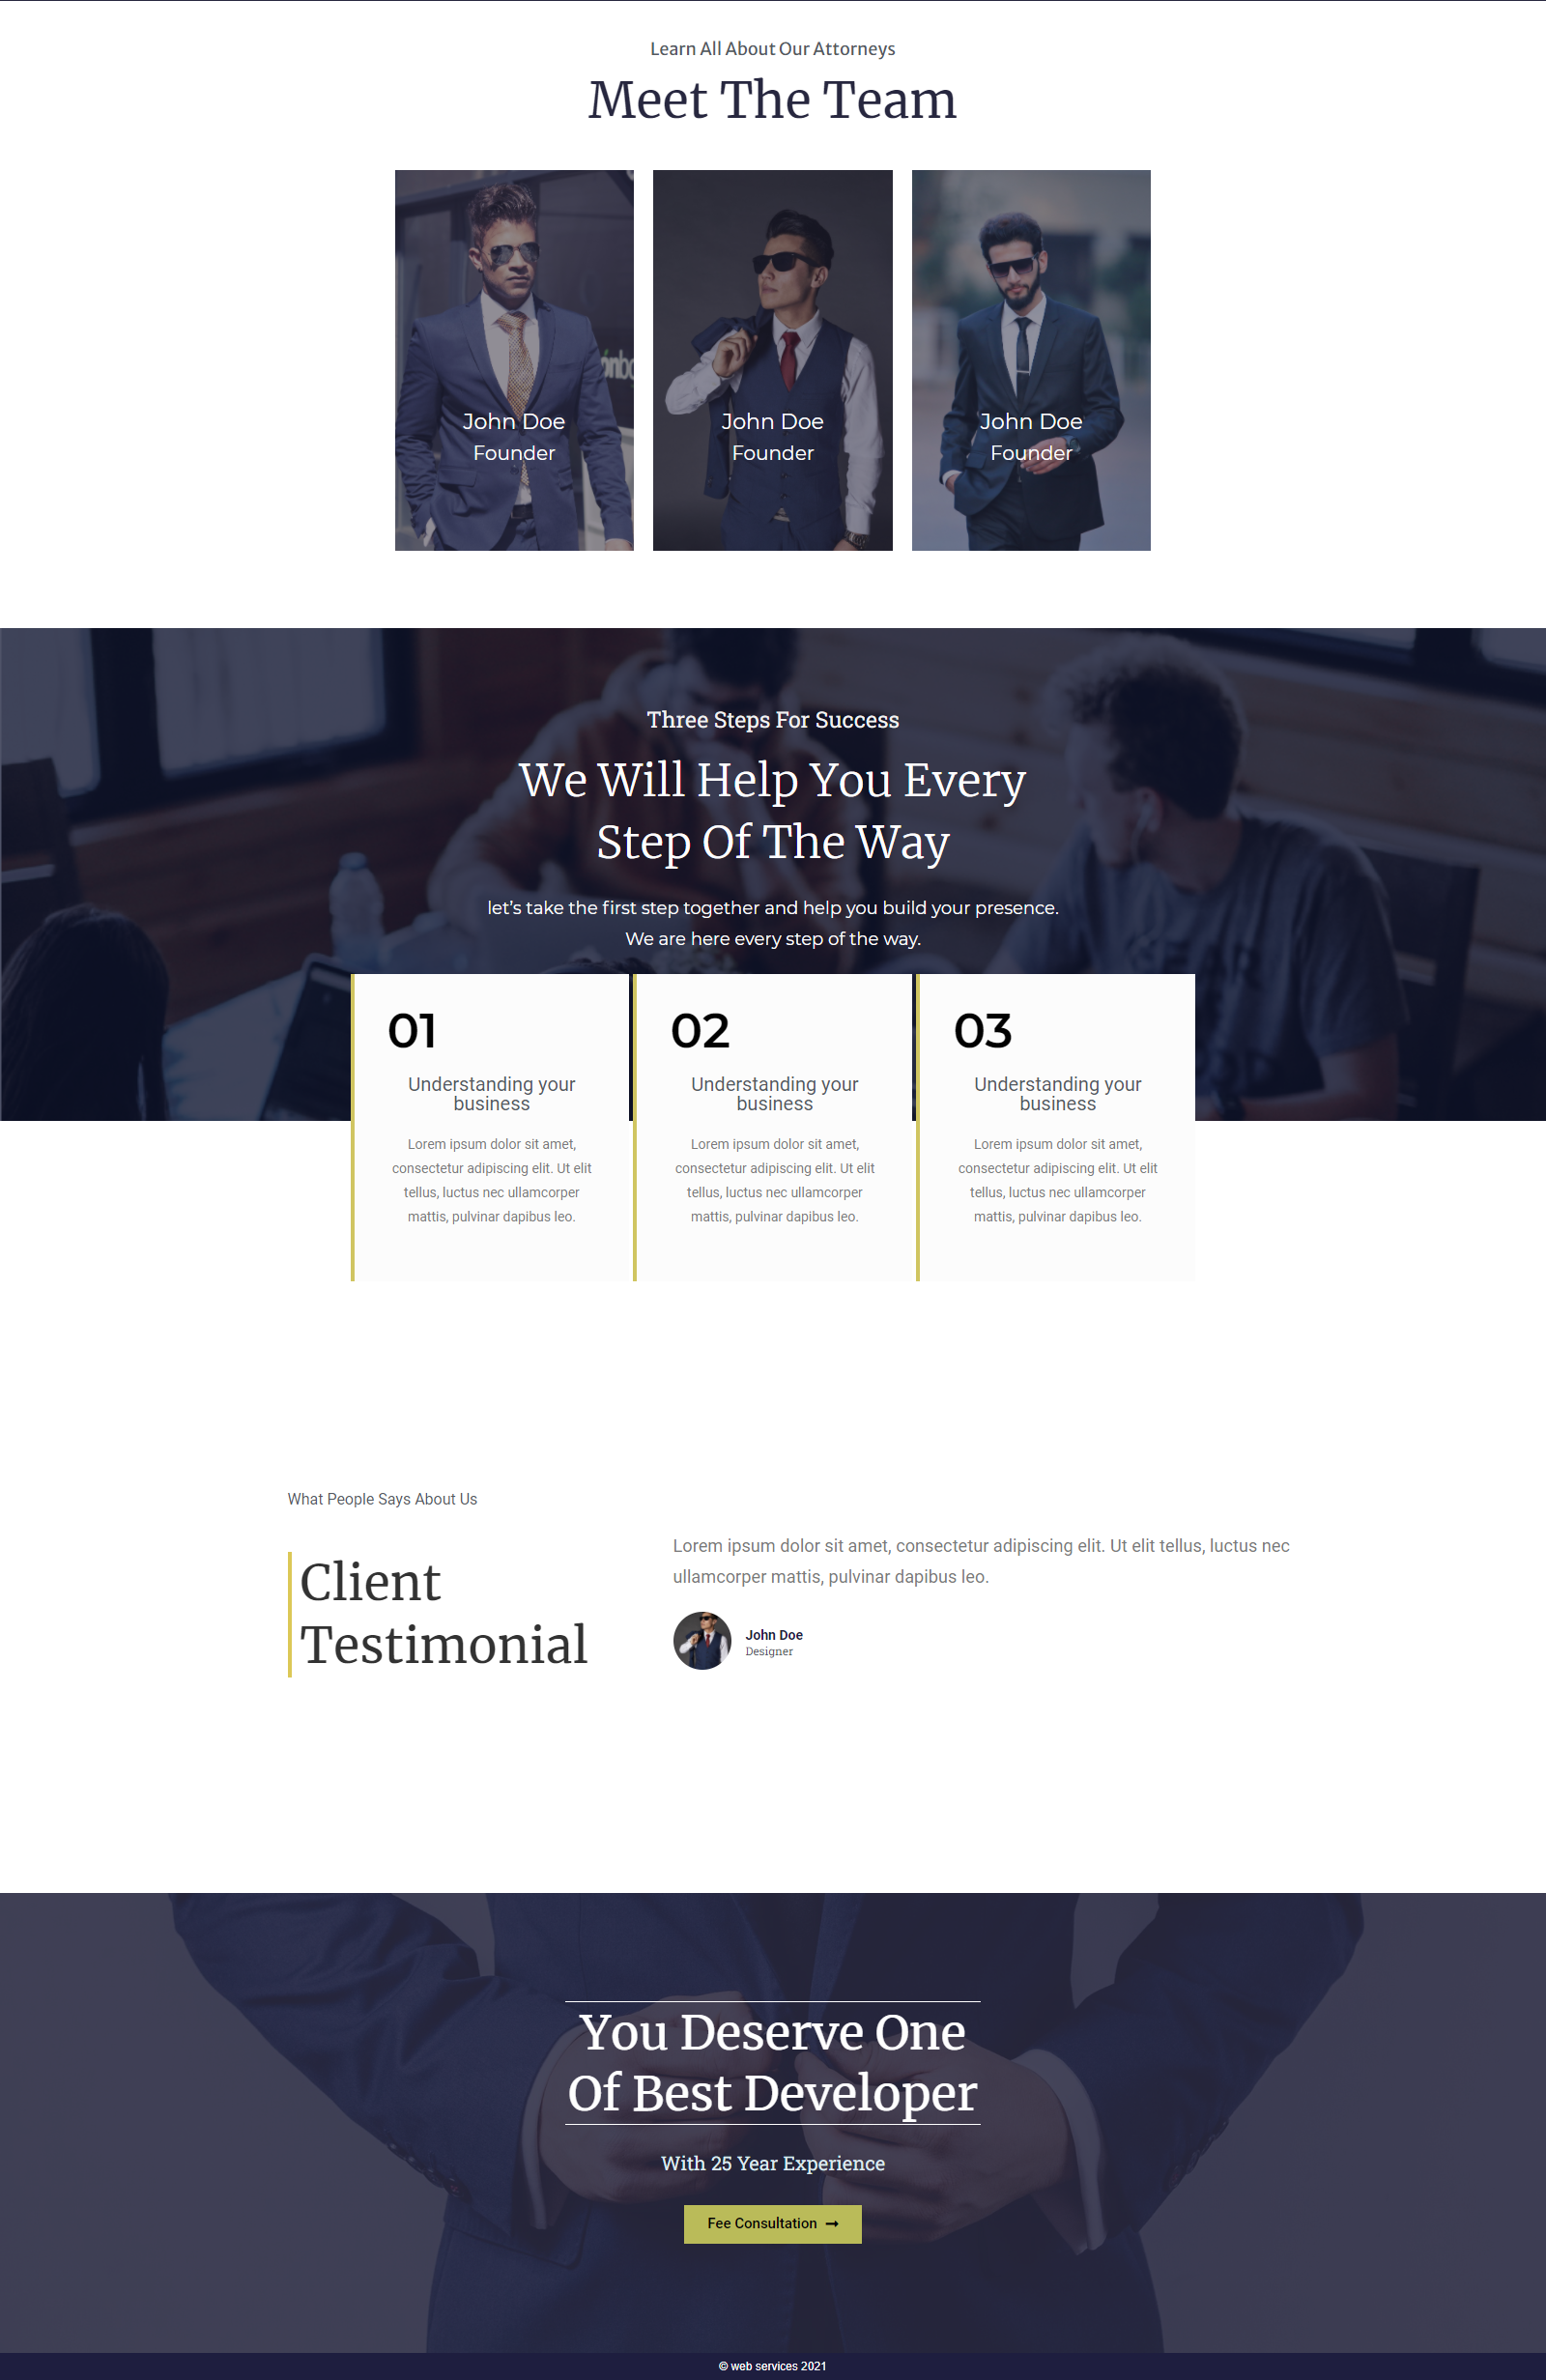 Learn All About Our Attorneys
Meet The Team
John Doe
Founder
John Doe
Founder
John Doe
Founder
Three Steps For Success
We Will Help You Every
Step Of The Way
let's take the first step together and help you build your presence.
We are here every step of the way.
01
Understanding your
business
Lorem ipsum dolor sit amet,
consectetur adipiscing elit. Ut elit
tellus, luctus nec ullamcorper
mattis, pulvinar dapibus leo.
02
Understanding your
business
Lorem ipsum dolor sit amet,
consectetur adipiscing elit. Ut elit
tellus, luctus nec ullamcorper
mattis, pulvinar dapibus leo.
03
Understanding your
business
Lorem ipsum dolor sit amet,
consectetur adipiscing elit. Ut elit
tellus, luctus nec ullamcorper
mattis, pulvinar dapibus leo.
What People Says About Us
Client
Testimonial
Lorem ipsum dolor sit amet, consectetur adipiscing elit. Ut elit tellus, luctus nec
ullamcorper mattis, pulvinar dapibus leo.
John Doe
Designer
You Deserve One
Of Best Developer
With 25 Year Experience
Fee Consultation
© web services 2021